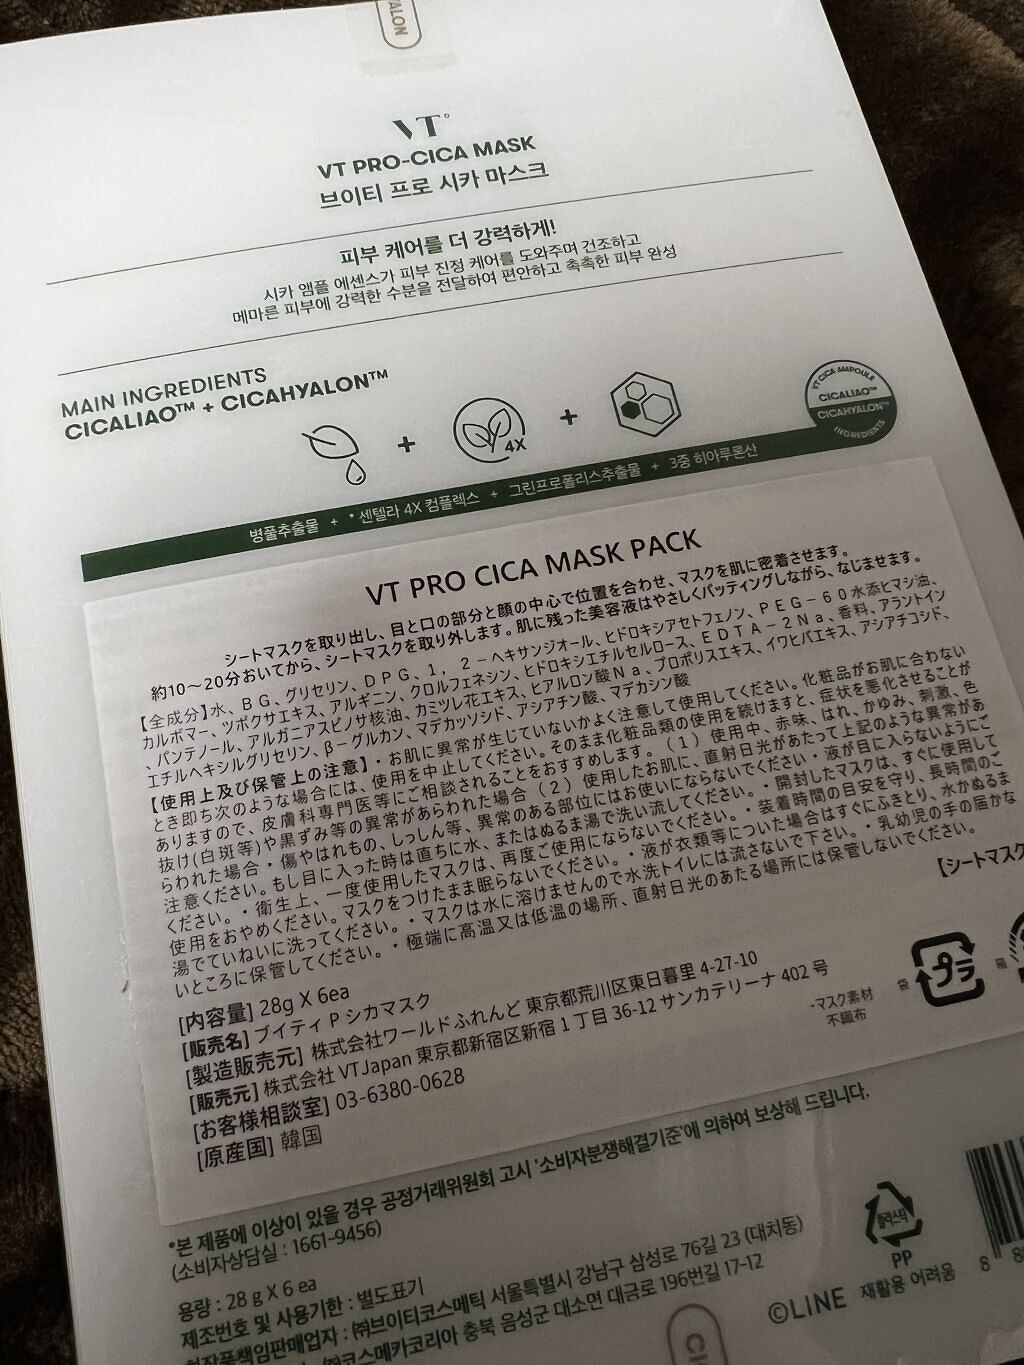 ALON
VT
VT PRO-CICA MASK
브이티 프로 시카 마스크
피부 케어를 더 강력하게!
시카 앰플 에센스가 피부 진정 케어를 도와주며 건조하고
메마른 피부에 강력한 수분을 전달하여 편안하고 촉촉한 피부 완성
MAIN INGREDIENTS
CICALIAO™ + CICAHYALON™
+ 4X +
VT CICA AMPOULE
CICALIAO™
CICAHYALON™
INGREDIENTS
병풀추출물 + *센텔라 4X 컴플렉스 + 그린프로폴리스추출물 + 3중 히아루론산
VT PRO CICA MASK PACK
シートマスクを取り出し、目と口の部分と顔の中心で位置を合わせ、マスクを肌に密着させます。
約10～20分おいてから、シートマスクを取り外します。肌に残った美容液はやさしくパッティングしながら、なじませます。
【全成分】水、ＢＧ、グリセリン、ＤＰＧ、１，２－ヘキサンジオール、ヒドロキシアセトフェノン、ＰＥＧ－６０水添ヒマシ油、
カルボマー、ツボクサエキス、アルギニン、クロルフェネシン、ヒドロキシエチルセルロース、ＥＤＴＡ－２Ｎａ、香料、アラントイン
、パンテノール、アルガニアスピノサ核油、カミツレ花エキス、ヒアルロン酸Ｎａ、プロポリスエキス、イワヒバエキス、アシアチコシド、
エチルヘキシルグリセリン、β－グルカン、マデカッソシド、アシアチン酸、マデカシン酸
【使用上及び保管上の注意】・お肌に異常が生じていないかよく注意して使用してください。化粧品がお肌に合わない
とき即ち次のような場合には、使用を中止してください。そのまま化粧品類の使用を続けますと、症状を悪化させることが
ありますので、皮膚科専門医等にご相談されることをおすすめします。（１）使用中、赤味、はれ、かゆみ、刺激、色
抜け(白斑等)や黒ずみ等の異常があらわれた場合（２）使用したお肌に、直射日光があたって上記のような異常があ
らわれた場合・傷やはれもの、しっしん等、異常のある部位にはお使いにならないでください・液が目に入らないようにご
注意ください。もし目に入った時は直ちに水、またはぬるま湯で洗い流してください。・開封したマスクは、すぐに使用して
ください。・衛生上、一度使用したマスクは、再度ご使用にならないでください。・装着時間の目安を守り、長時間のご
使用をおやめください。マスクをつけたまま眠らないでください。・液が衣類等についた場合はすぐにふきとり、水かぬるま
湯でていねいに洗ってください。・マスクは水に溶けませんので水洗トイレには流さないで下さい。・乳幼児の手の届かな
いところに保管してください。・極端に高温又は低温の場所、直射日光のあたる場所には保管しないでください。
【シートマスク
[内容量] 28g X 6ea
[販売名] ブイティ P シカマスク
[製造販売元] 株式会社ワールドふれんど 東京都荒川区東日暮里 4-27-10
[販売元] 株式会社 VTJapan 東京都新宿区新宿 1 丁目 36-12 サンカテリーナ 402 号
[お客様相談室] 03-6380-0628
[原産国] 韓国
・マスク素材
不織布
袋 プラ 箱
*본 제품에 이상이 있을 경우 공정거래위원회 고시 '소비자분쟁해결기준'에 의하여 보상해 드립니다.
(소비자상담실 : 1661-9456)
용량 : 28 g X 6 ea
제조번호 및 사용기한 : 별도표기
화장품책임판매업자 : ㈜브이티코스메틱 서울특별시 강남구 삼성로 76길 23 (대치동)
㈜코스메카코리아 충북 음성군 대소면 대금로 196번길 17-12
플라스틱
PP
재활용 어려움
©LINE
8 8
CI